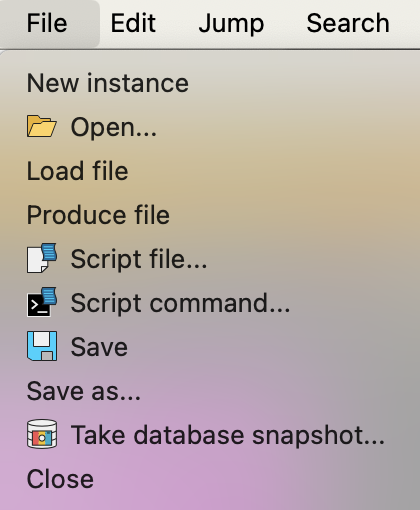 File Edit Jump Search
New instance
Open...
Load file
Produce file
Script file...
Script command...
Save
Save as...
Take database snapshot...
Close